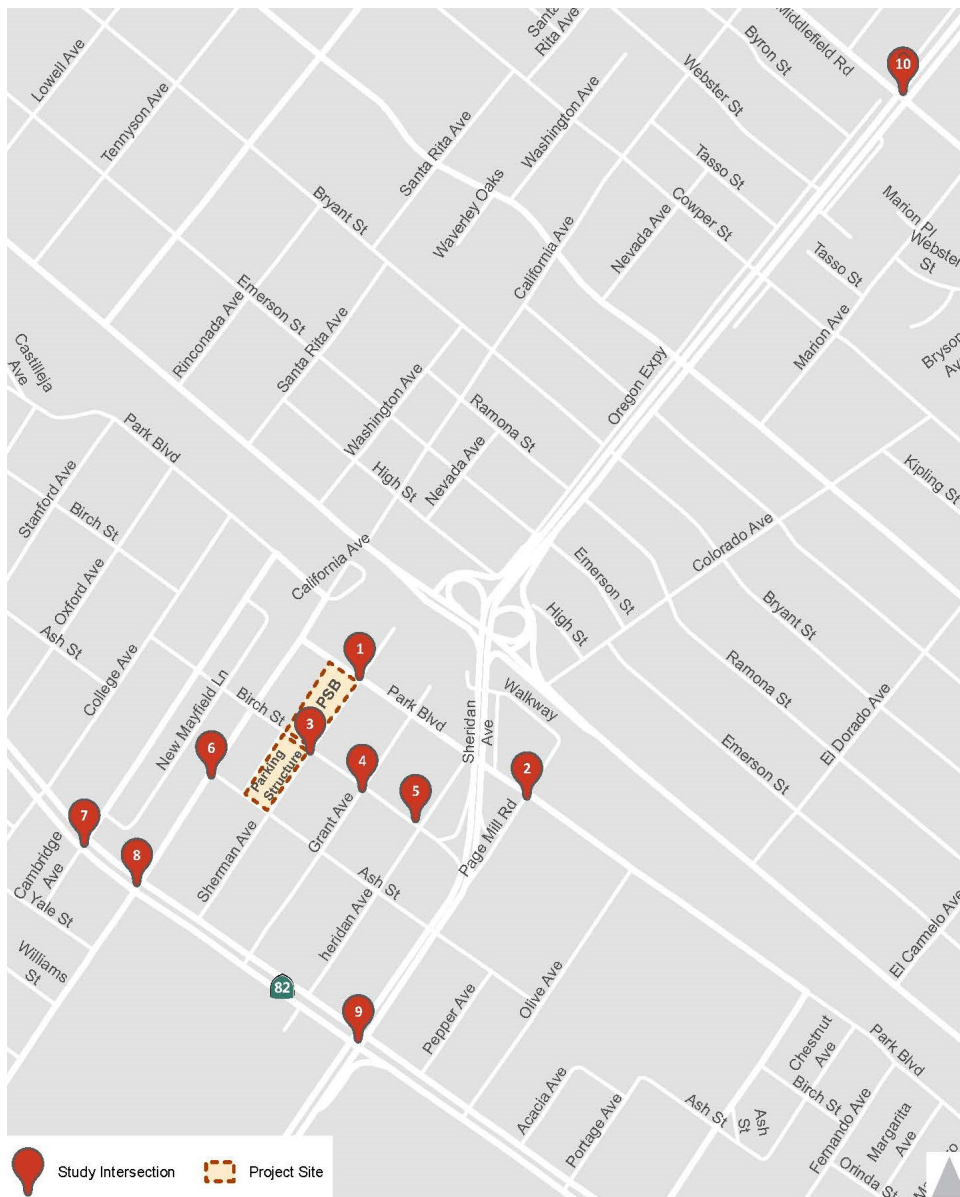 Lowell Ave
Tennyson Ave
Santa Rita Ave
Santa
Rita Ave
Washington Ave
Waverley Oaks
Middlefield Rd
Byron St
Webster St
10
Tasso St
Cowper St
Nevada Ave
California Ave
Marion Pl
Webster
St
Tasso St
Marion Ave
Bryson
Av
Bryant St
Emerson St
Rinconada Ave
Santa Rita Ave
Washington Ave
Ramona St
Nevada Ave
High St
Oregon Expy
Kipling St
Castilleja
Ave
Park Blvd
Stanford Ave
Birch St
Oxford Ave
Ash St
College Ave
California Ave
Colorado Ave
Emerson St
High St
Bryant St
Ramona St
El Dorado Ave
Emerson St
New Mayfield Ln
Birch St
1
PSB
Park Blvd
Walkway
Sheridan
Ave
3
Parking
Structure
6
4
5
2
Grant Ave
Page Mill Rd
7
8
Cambridge
Ave
Yale St
Williams
St
Sherman Ave
Ash St
heridan Ave
82
9
Pepper Ave
Olive Ave
El Carmelo Ave
Acacia Ave
Portage Ave
Ash St
Ash
St
Chestnut
Ave
Birch St
Park Blvd
Fernando Ave
Margarita
Ave
Orinda St
Study Intersection
Project Site